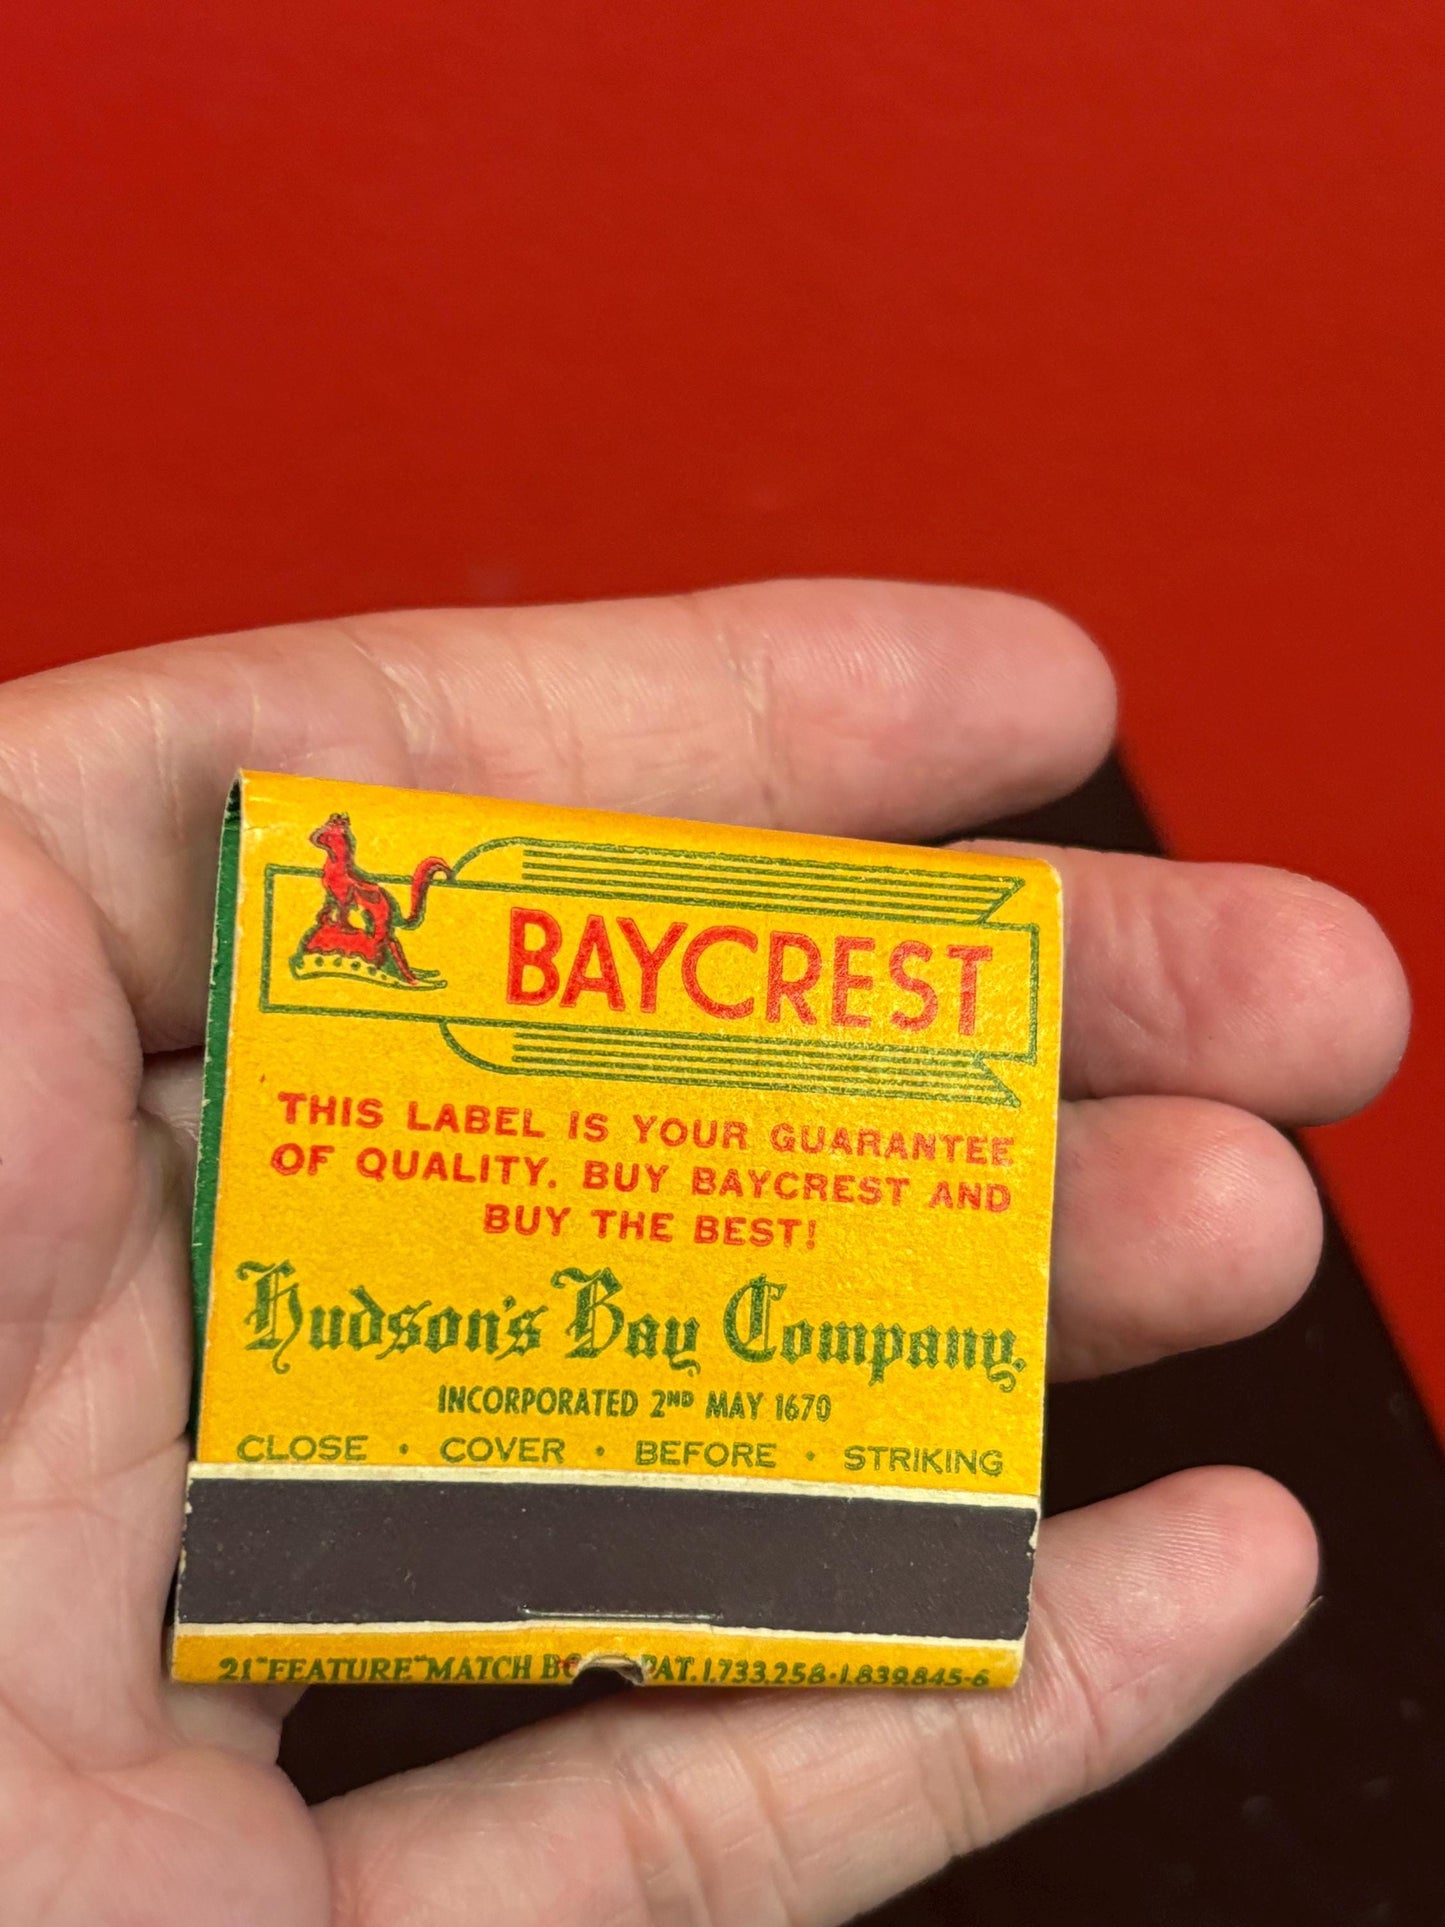 BAYCREST
THIS LABEL IS YOUR GUARANTEE
OF QUALITY. BUY BAYCREST AND
BUY THE BEST!
Hudson's Bay Company.
INCORPORATED 2ND MAY 1670
CLOSE • COVER • BEFORE • STRIKING
21 "FEATURE" MATCH PAT. 1,733,258-1,839,845-6